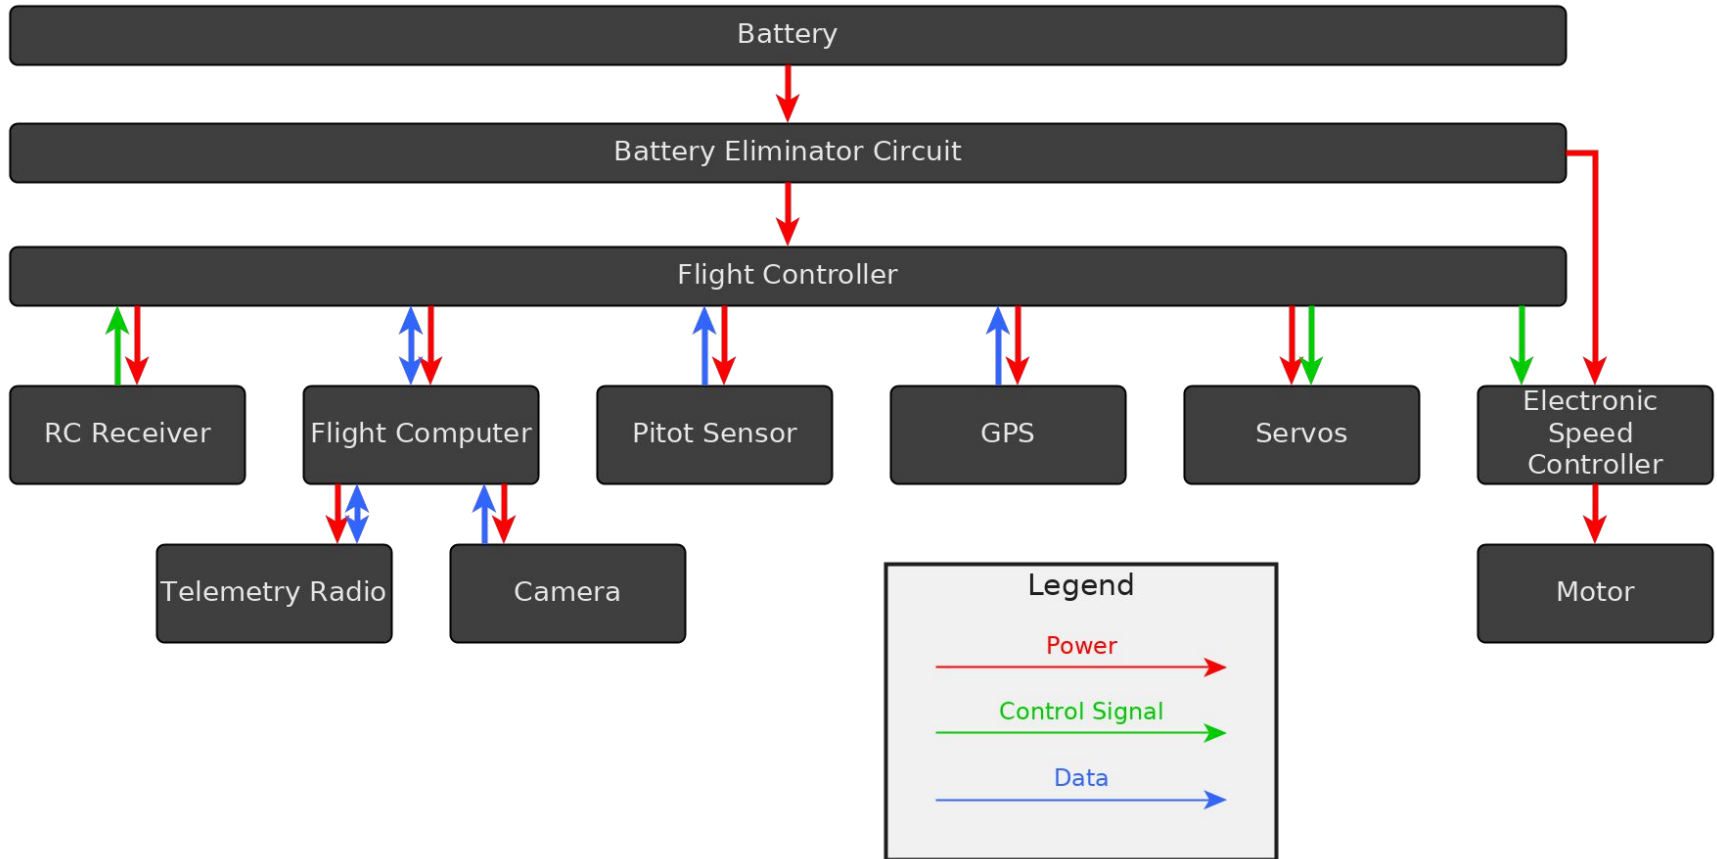 Battery
Battery Eliminator Circuit
Flight Controller
RC Receiver
Flight Computer
Pitot Sensor
GPS
Servos
Electronic
Speed
Controller
Telemetry Radio
Camera
Motor
Legend
Power
Control Signal
Data